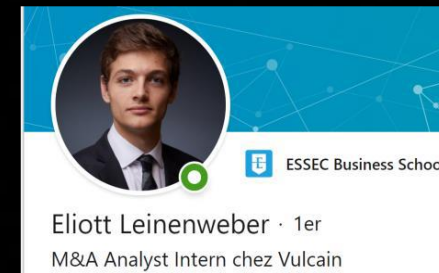 ESSEC Business Schoo
Eliott Leinenweber · 1er
M&A Analyst Intern chez Vulcain